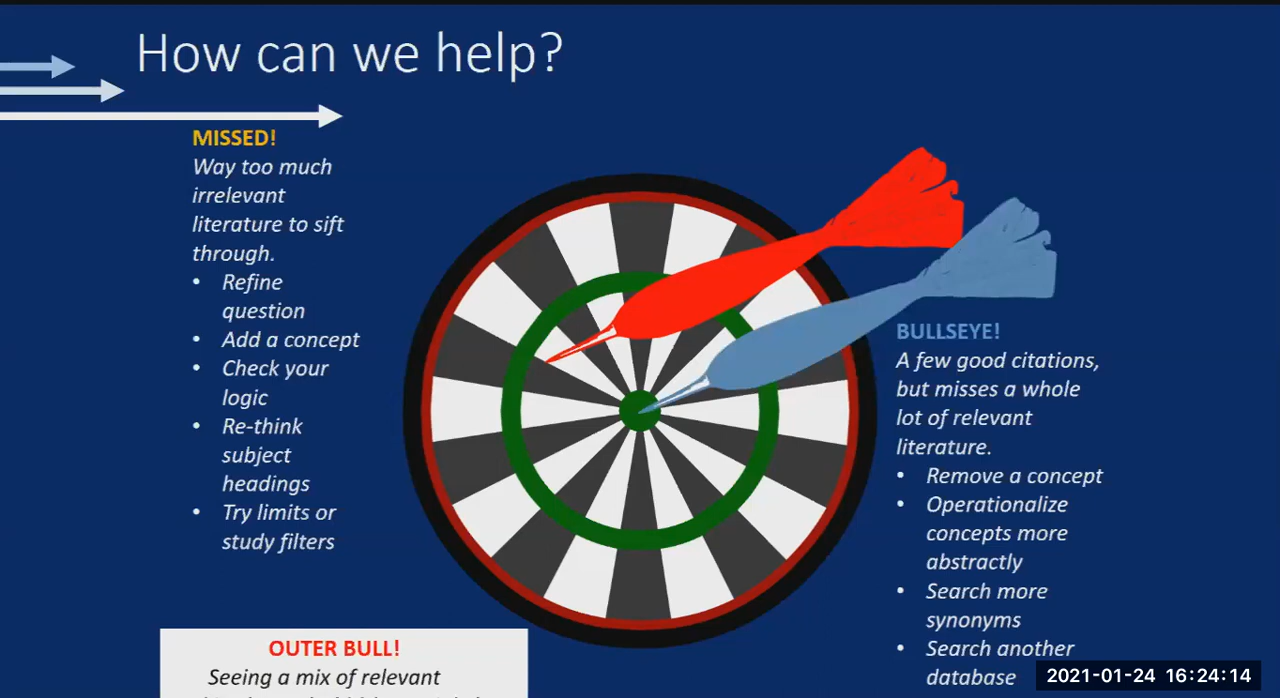 How can we help?
MISSED!
Way too much
irrelevant
literature to sift
through.
• Refine
question
• Add a concept
• Check your
logic
• Re-think
subject
headings
• Try limits or
study filters
BULLSEYE!
A few good citations,
but misses a whole
lot of relevant
literature.
• Remove a concept
• Operationalize
concepts more
abstractly
• Search more
synonyms
• Search another
database
OUTER BULL!
Seeing a mix of relevant
2021-01-24 16:24:14